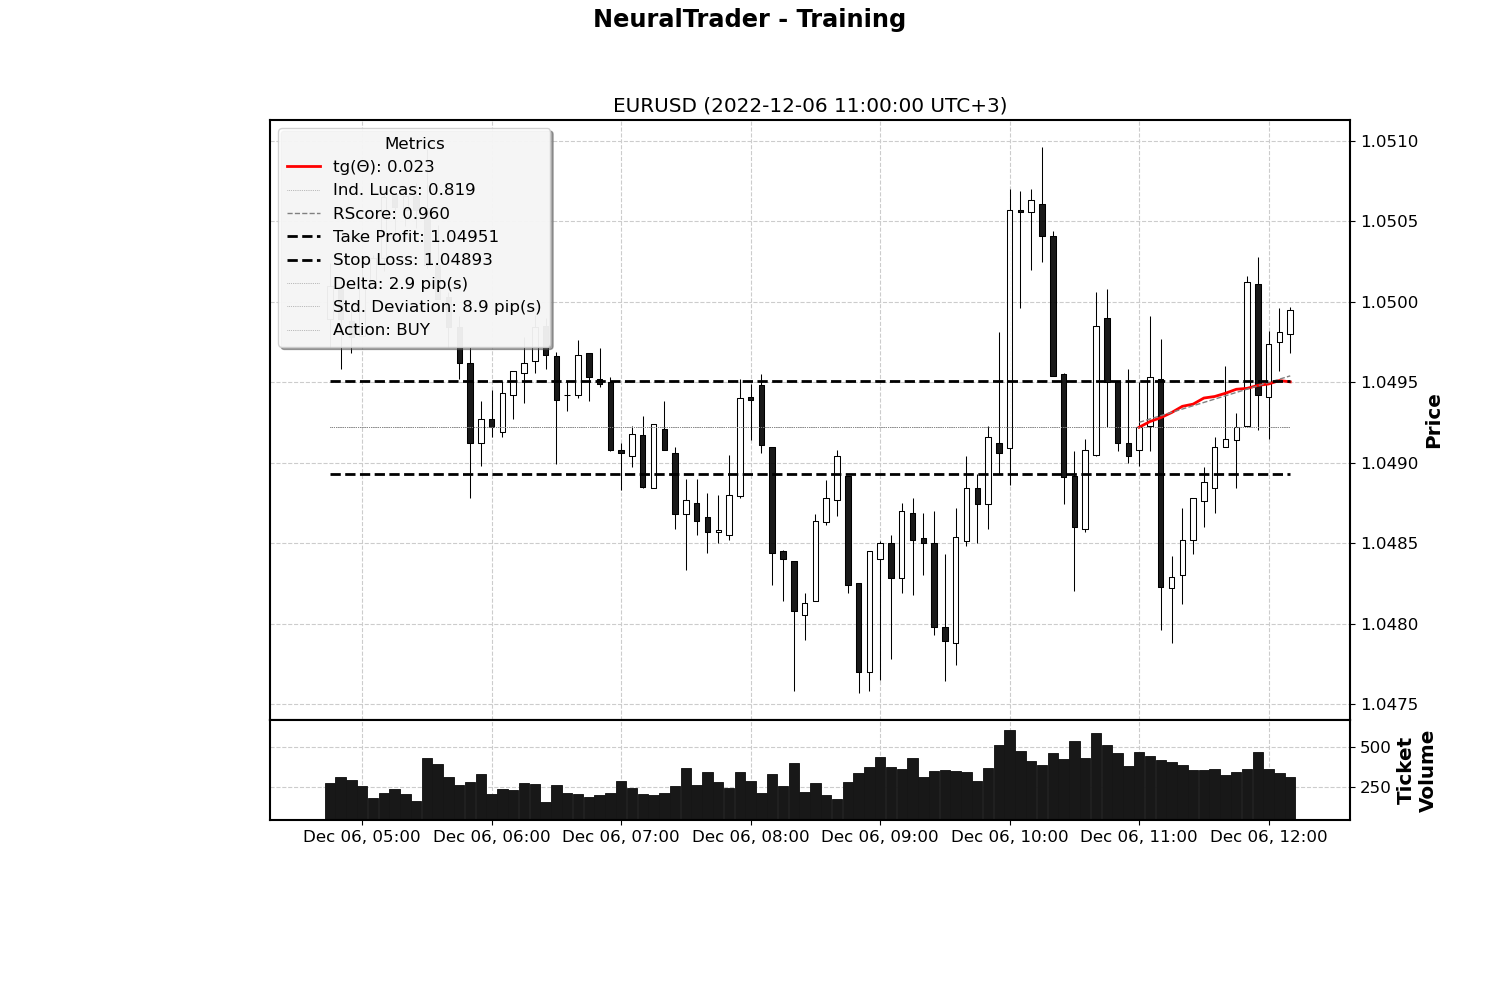 NeuralTrader - Training
EURUSD (2022-12-06 11:00:00 UTC+3)
Metrics
tg(Θ): 0.023
Ind. Lucas: 0.819
RScore: 0.960
Take Profit: 1.04951
Stop Loss: 1.04893
Delta: 2.9 pip(s)
Std. Deviation: 8.9 pip(s)
Action: BUY
1.0510
1.0505
1.0500
1.0495
1.0490
1.0485
1.0480
1.0475
Price
500
250
Ticket
Volume
Dec 06, 05:00 Dec 06, 06:00 Dec 06, 07:00 Dec 06, 08:00 Dec 06, 09:00 Dec 06, 10:00 Dec 06, 11:00 Dec 06, 12:00